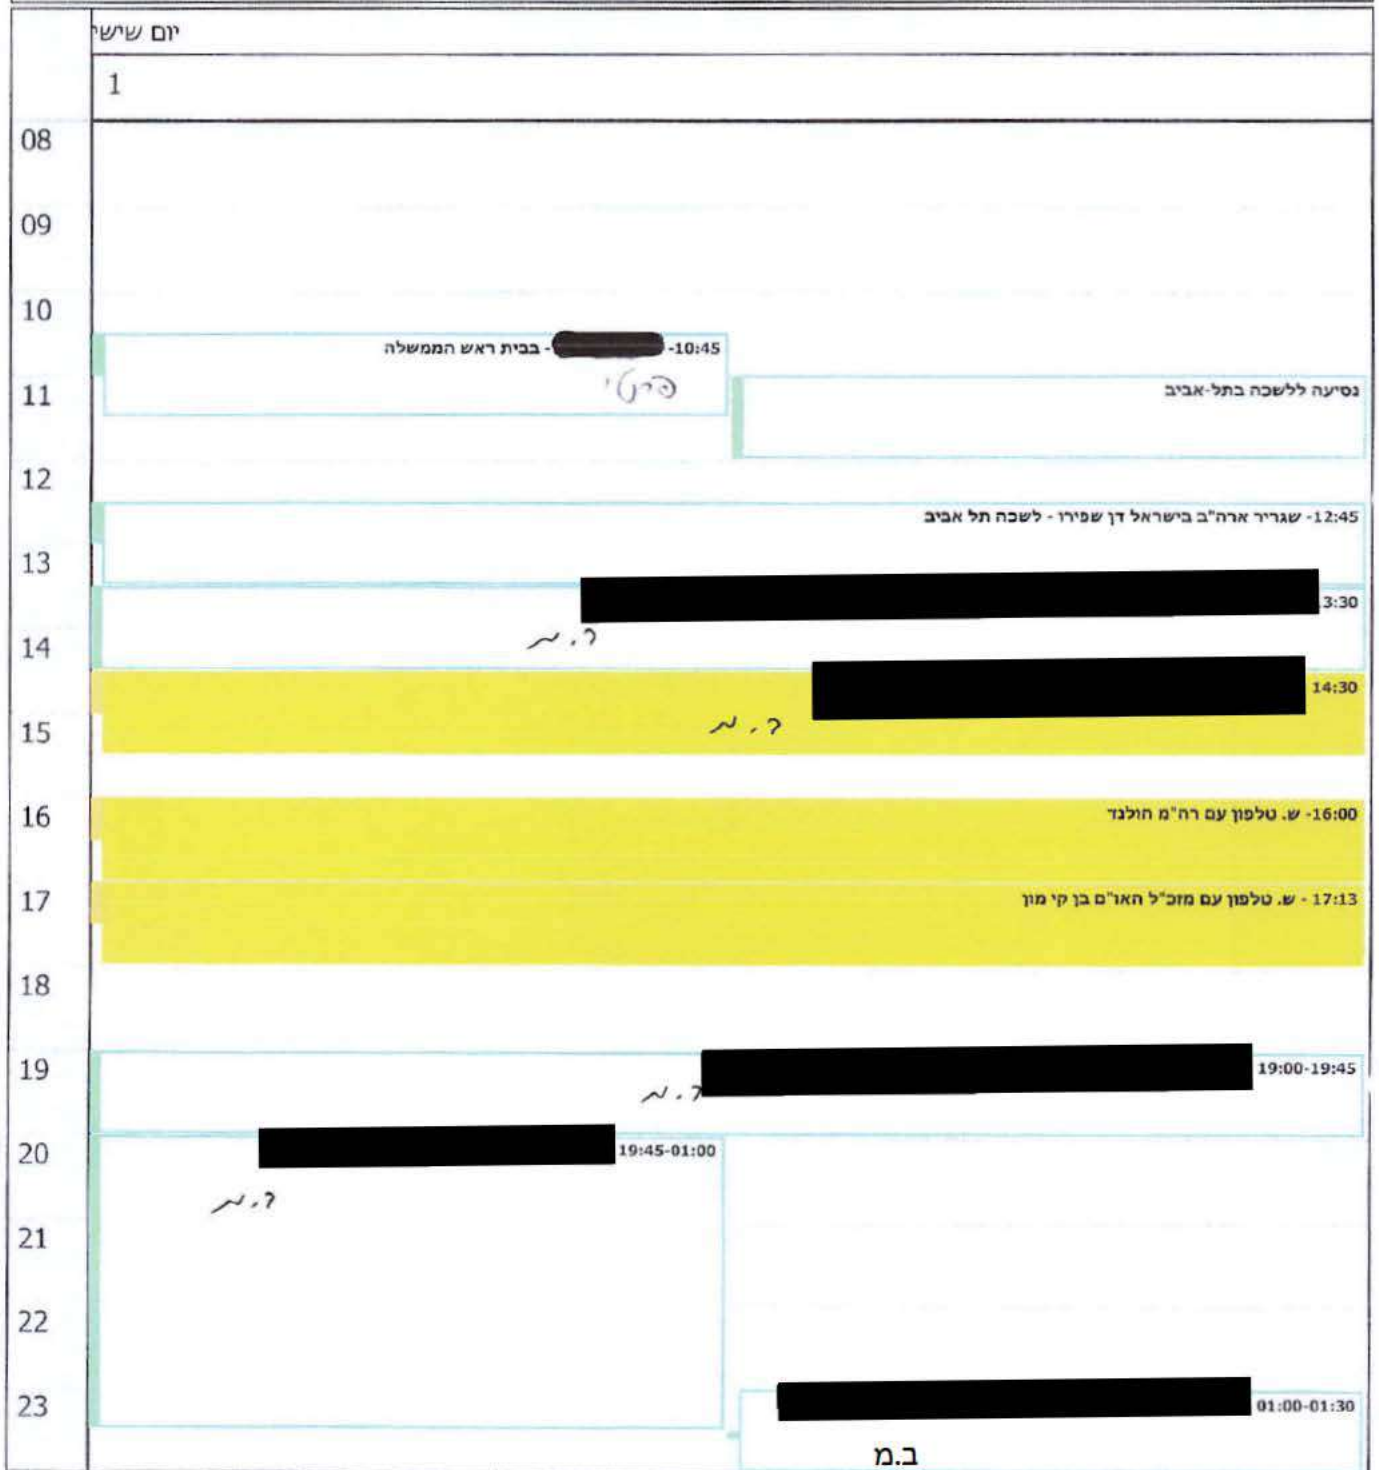 יום שישי
1
08
09
10
10:45- - בבית ראש הממשלה
פרטי
11
נסיעה ללשכה בתל-אביב
12
12:45- שגריר ארה"ב בישראל דן שפירו - לשכה תל אביב
13
3:30
ב.מ
14
14:30
ב.מ
15
16
16:00- ש. טלפון עם רה"מ הולנד
17
17:13 - ש. טלפון עם מזכ"ל האו"ם בן קי מון
18
19
19:00-19:45
ב.מ
20
19:45-01:00
ב.מ
21
22
23
01:00-01:30
ב.מ